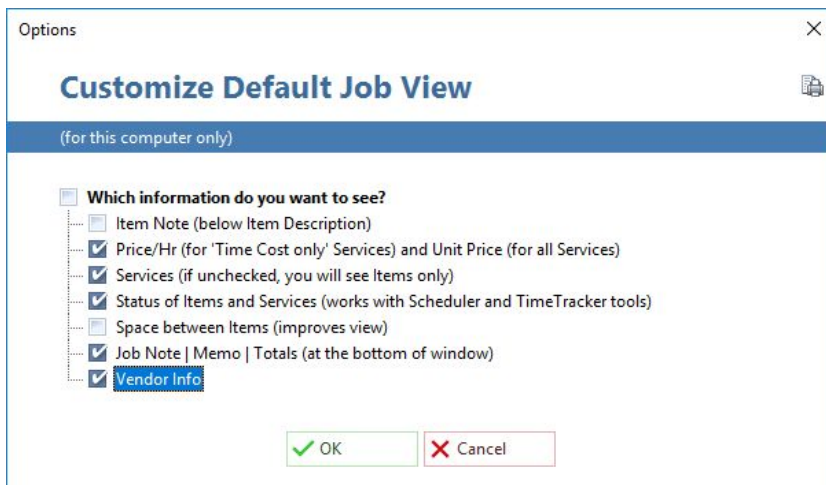 Options
Customize Default Job View
(for this computer only)
Which information do you want to see?
Item Note (below Item Description)
Price/Hr (for 'Time Cost only' Services) and Unit Price (for all Services)
Services (if unchecked, you will see Items only)
Status of Items and Services (works with Scheduler and TimeTracker tools)
Space between Items (improves view)
Job Note | Memo | Totals (at the bottom of window)
Vendor Info
OK Cancel